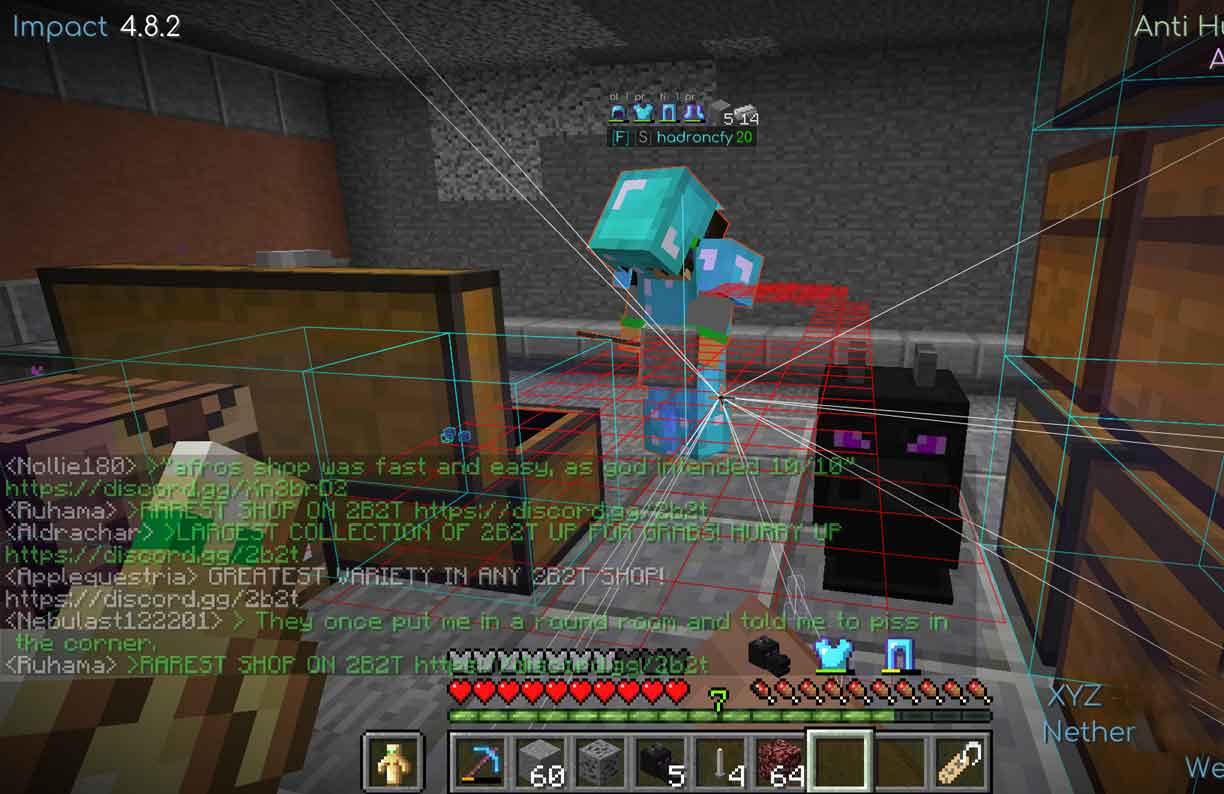 Impact 4.8.2
Anti Hu
A
pr
pr
5 14
[F] [S] hadroncfy 20
<Nollie180> >"afros shop was fast and easy, as god intended 10/10"
<Ruhama> >RAREST SHOP ON 2B2T https://discord.gg/2b2t
<Aldrachar> LARGEST COLLECTION OF 2B2T UP FOR GRABS! HURRY UP
https://discord.gg/2b2t
<Applequestria> GREATEST VARIETY IN ANY 2B2T SHOP!
https://discord.gg/2b2t
<Nebulast122201> > They once put me in a round room and told me to piss in
the corner.
<Ruhama> >RAREST SHOP ON 2B2T https://discord.gg/2b2t
7
XYZ
Nether
We
60
5
4
64